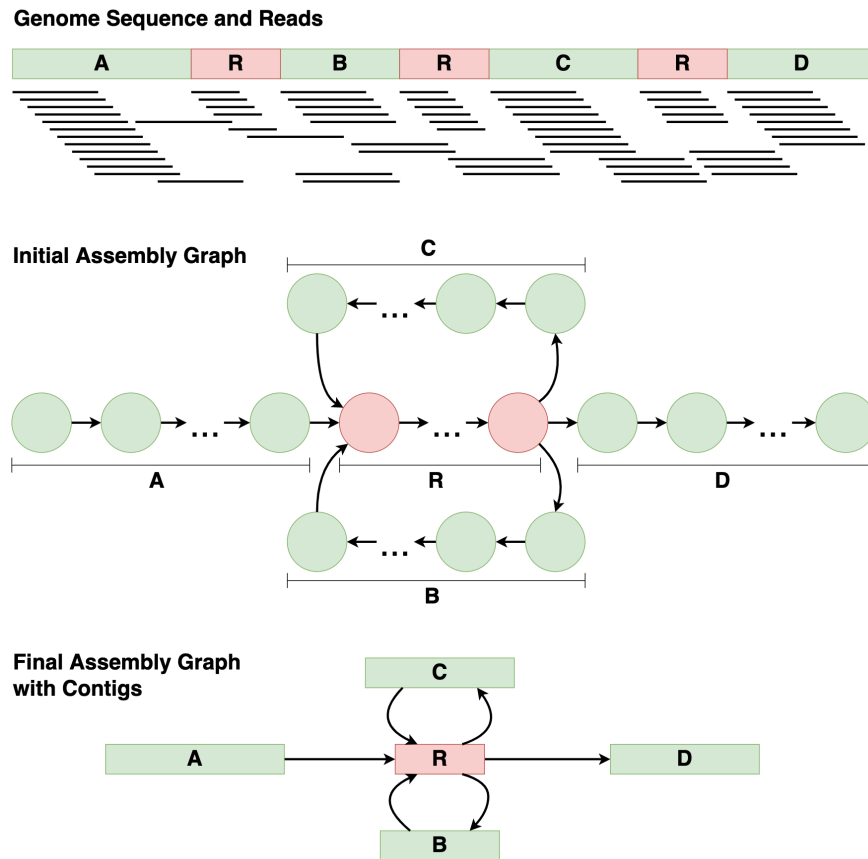 Genome Sequence and Reads
A R B R C R D
Initial Assembly Graph
C
...
... ... ...
A R D
...
B
Final Assembly Graph
with Contigs
C
A R D
B